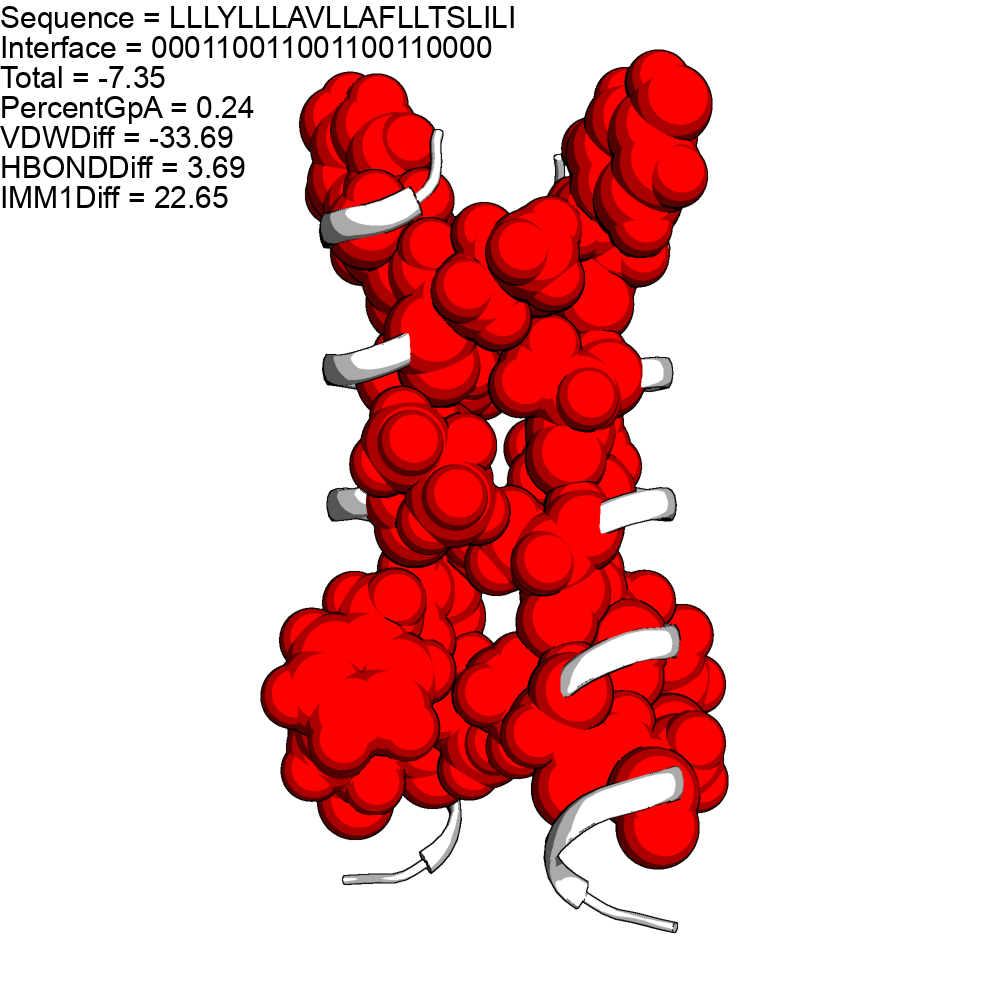 Sequence = LLLYLLLAVLLAFLLTSLILI
Interface = 000110011001100110000
Total = -7.35
PercentGpA = 0.24
VDWDiff = -33.69
HBONDDiff = 3.69
IMM1Diff = 22.65